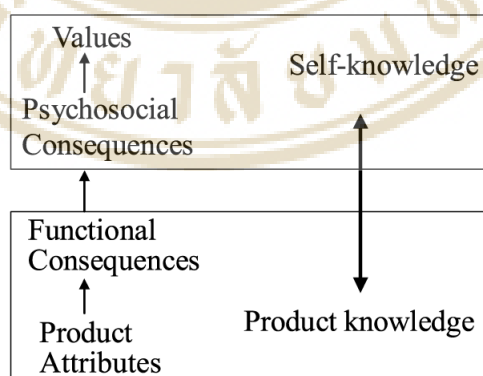 Values
Self-knowledge
Psychosocial
Consequences
Functional
Consequences
Product knowledge
Product
Attributes